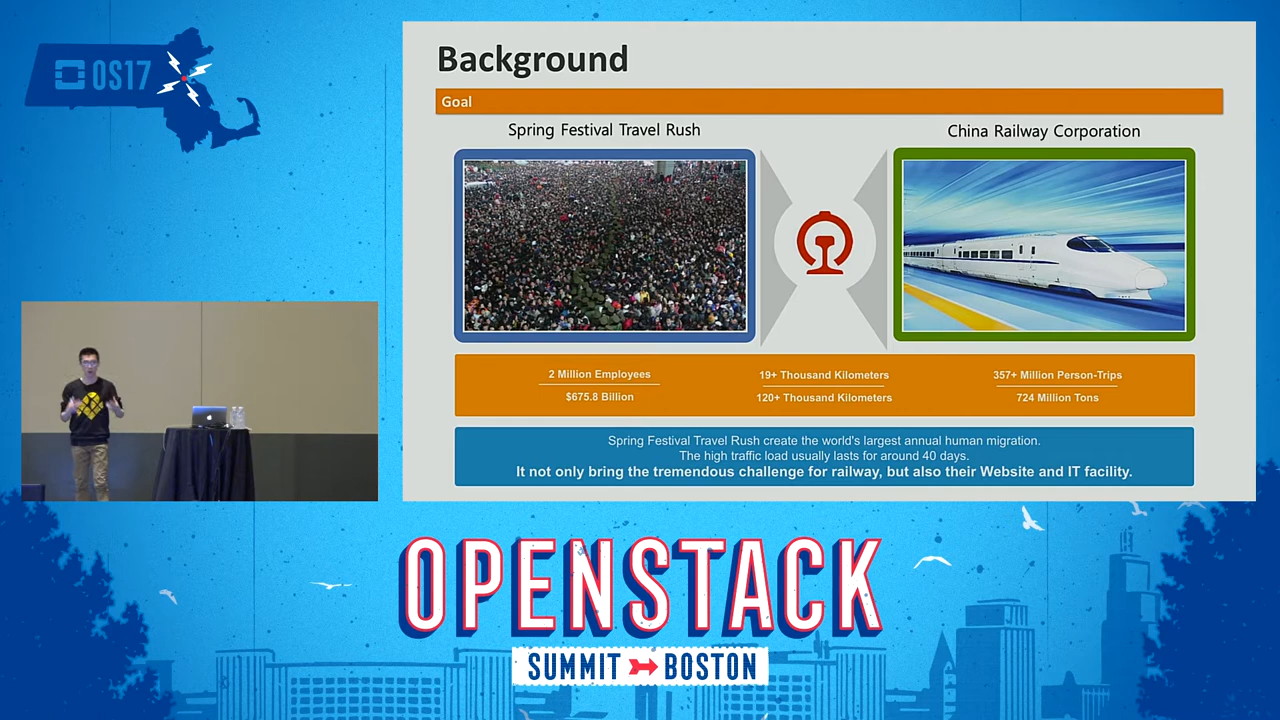 OS17
Background
Goal
Spring Festival Travel Rush
China Railway Corporation
2 Million Employees
$675.8 Billion
19+ Thousand Kilometers
120+ Thousand Kilometers
357+ Million Person-Trips
724 Million Tons
Spring Festival Travel Rush create the world's largest annual human migration.
The high traffic load usually lasts for around 40 days.
It not only bring the tremendous challenge for railway, but also their Website and IT facility.
OPENSTACK
SUMMIT BOSTON